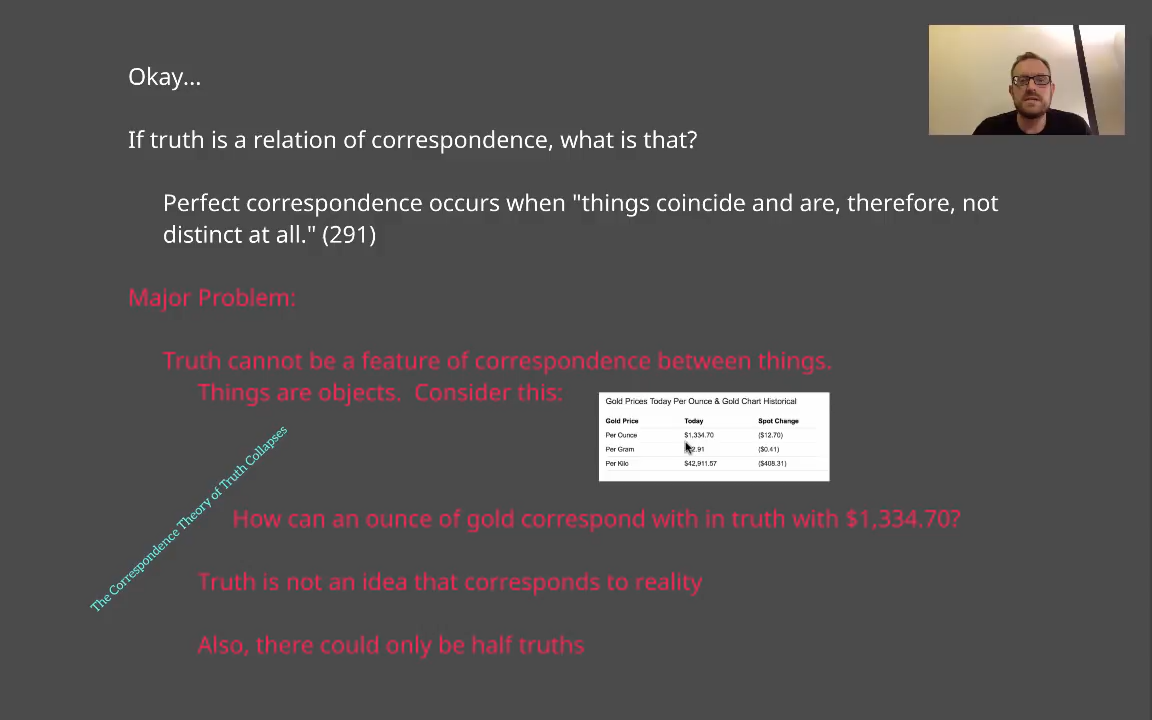 Okay...
If truth is a relation of correspondence, what is that?
Perfect correspondence occurs when "things coincide and are, therefore, not
distinct at all." (291)
Major Problem:
Truth cannot be a feature of correspondence between things.
Things are objects. Consider this:
Gold Prices Today Per Ounce & Gold Chart Historical
Gold Price Today Spot Change
Per Ounce $1,334.70 ($12.70)
Per Gram ($0.41)
Per Kilo $42,911.57 ($408.31)
The Correspondence Theory of Truth Collapses
How can an ounce of gold correspond with in truth with $1,334.70?
Truth is not an idea that corresponds to reality
Also, there could only be half truths